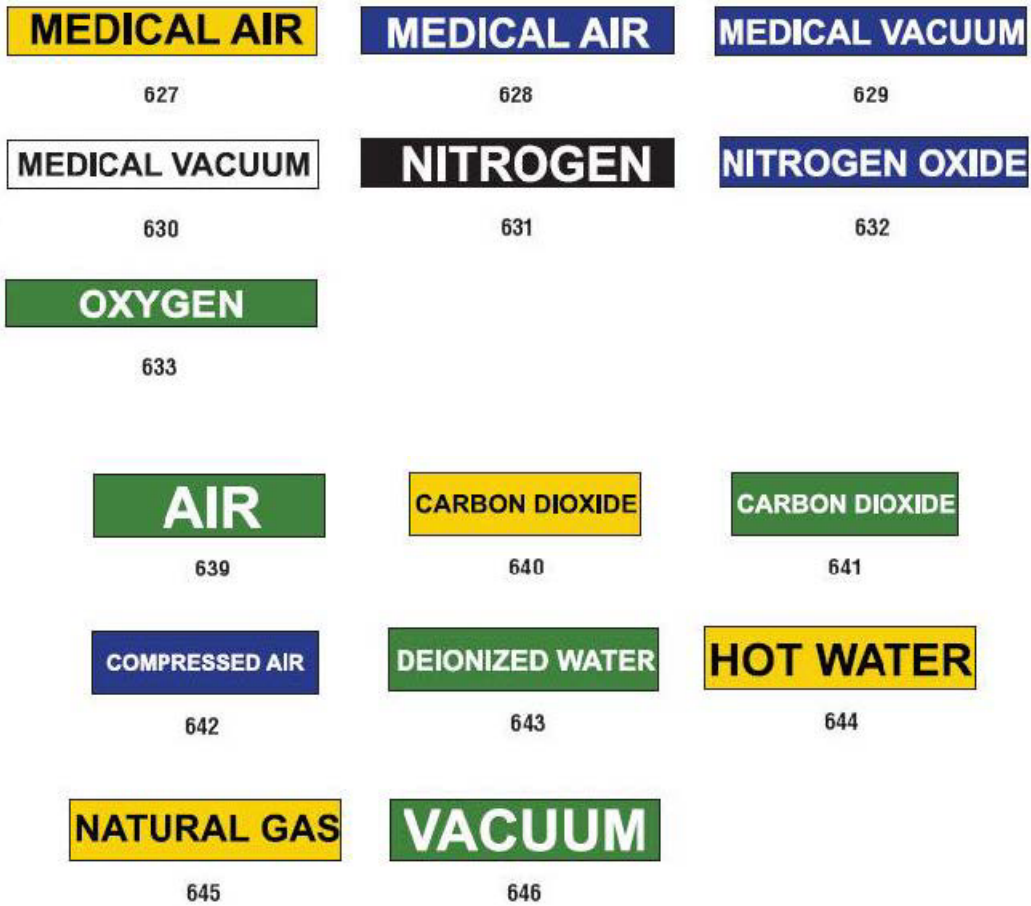 MEDICAL AIR
MEDICAL AIR
MEDICAL VACUUM
627
628
629
MEDICAL VACUUM
NITROGEN
NITROGEN OXIDE
630
631
632
OXYGEN
633
AIR
CARBON DIOXIDE
CARBON DIOXIDE
639
640
641
COMPRESSED AIR
DEIONIZED WATER
HOT WATER
642
643
644
NATURAL GAS
VACUUM
645
646